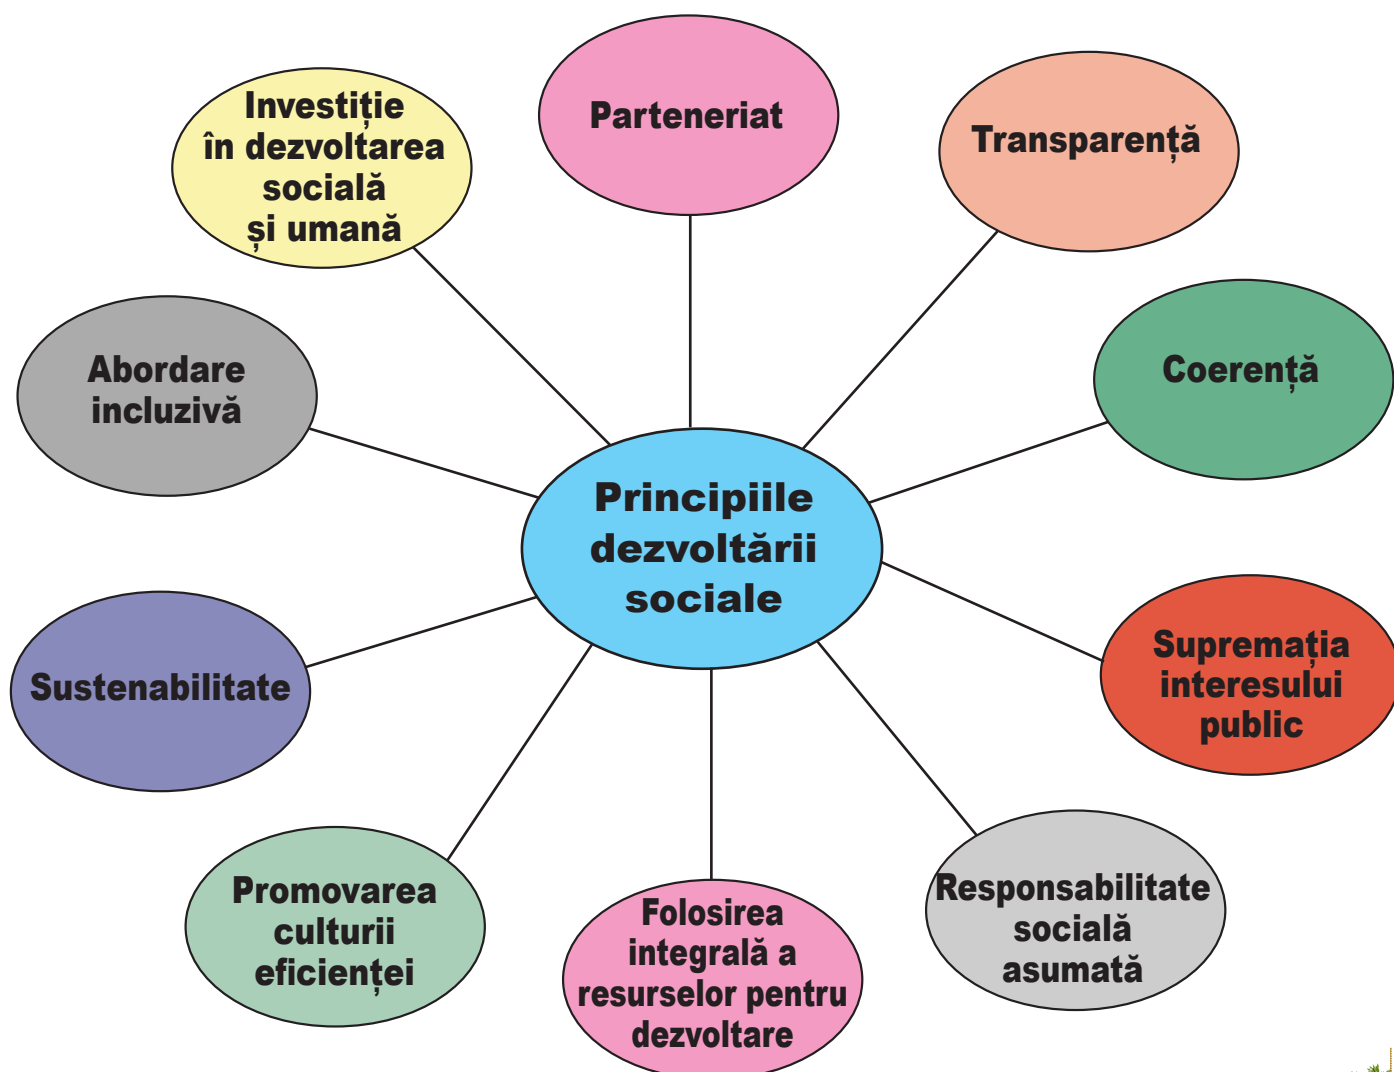 Investiție
în dezvoltarea
socială
și umană
Parteneriat
Transparență
Abordare
incluzivă
Coerență
Principiile
dezvoltării
sociale
Sustenabilitate
Supremația
interesului
public
Promovarea
culturii
eficienței
Folosirea
integrală a
resurselor pentru
dezvoltare
Responsabilitate
socială
asumată